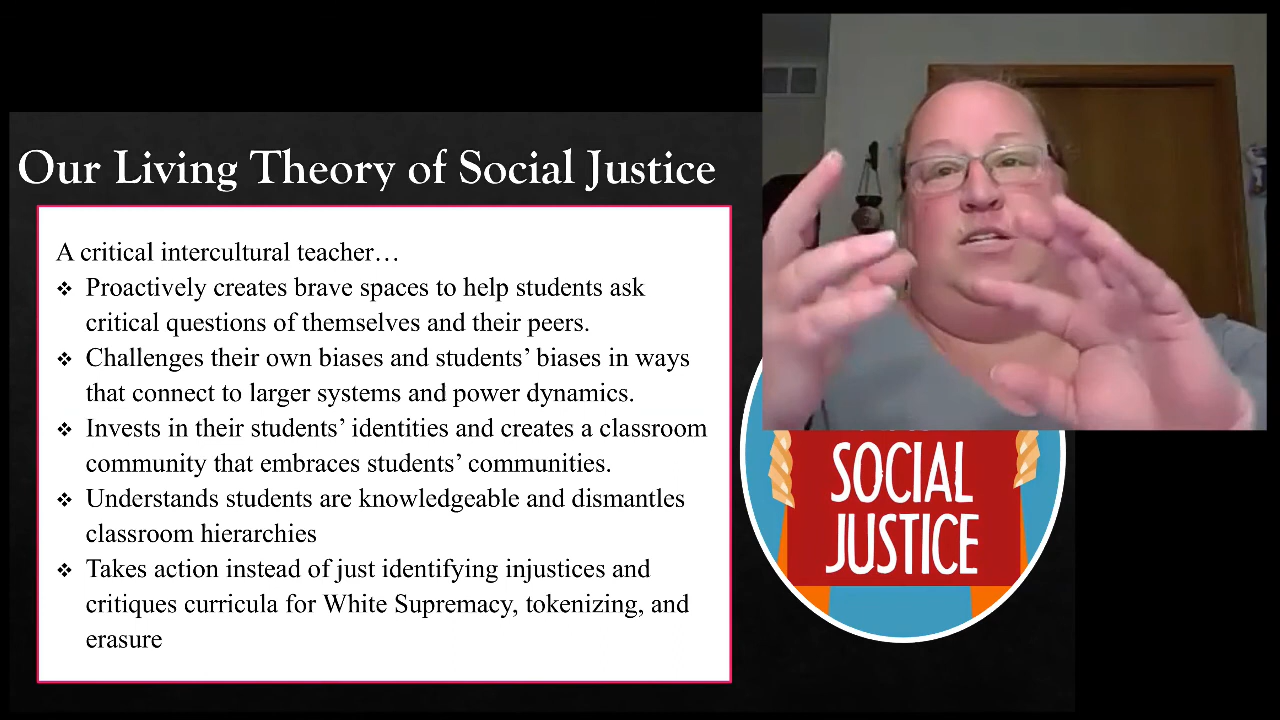 Our Living Theory of Social Justice
A critical intercultural teacher…
❖ Proactively creates brave spaces to help students ask
critical questions of themselves and their peers.
❖ Challenges their own biases and students’ biases in ways
that connect to larger systems and power dynamics.
❖ Invests in their students’ identities and creates a classroom
community that embraces students’ communities.
❖ Understands students are knowledgeable and dismantles
classroom hierarchies
❖ Takes action instead of just identifying injustices and
critiques curricula for White Supremacy, tokenizing, and
erasure
SOCIAL
JUSTICE